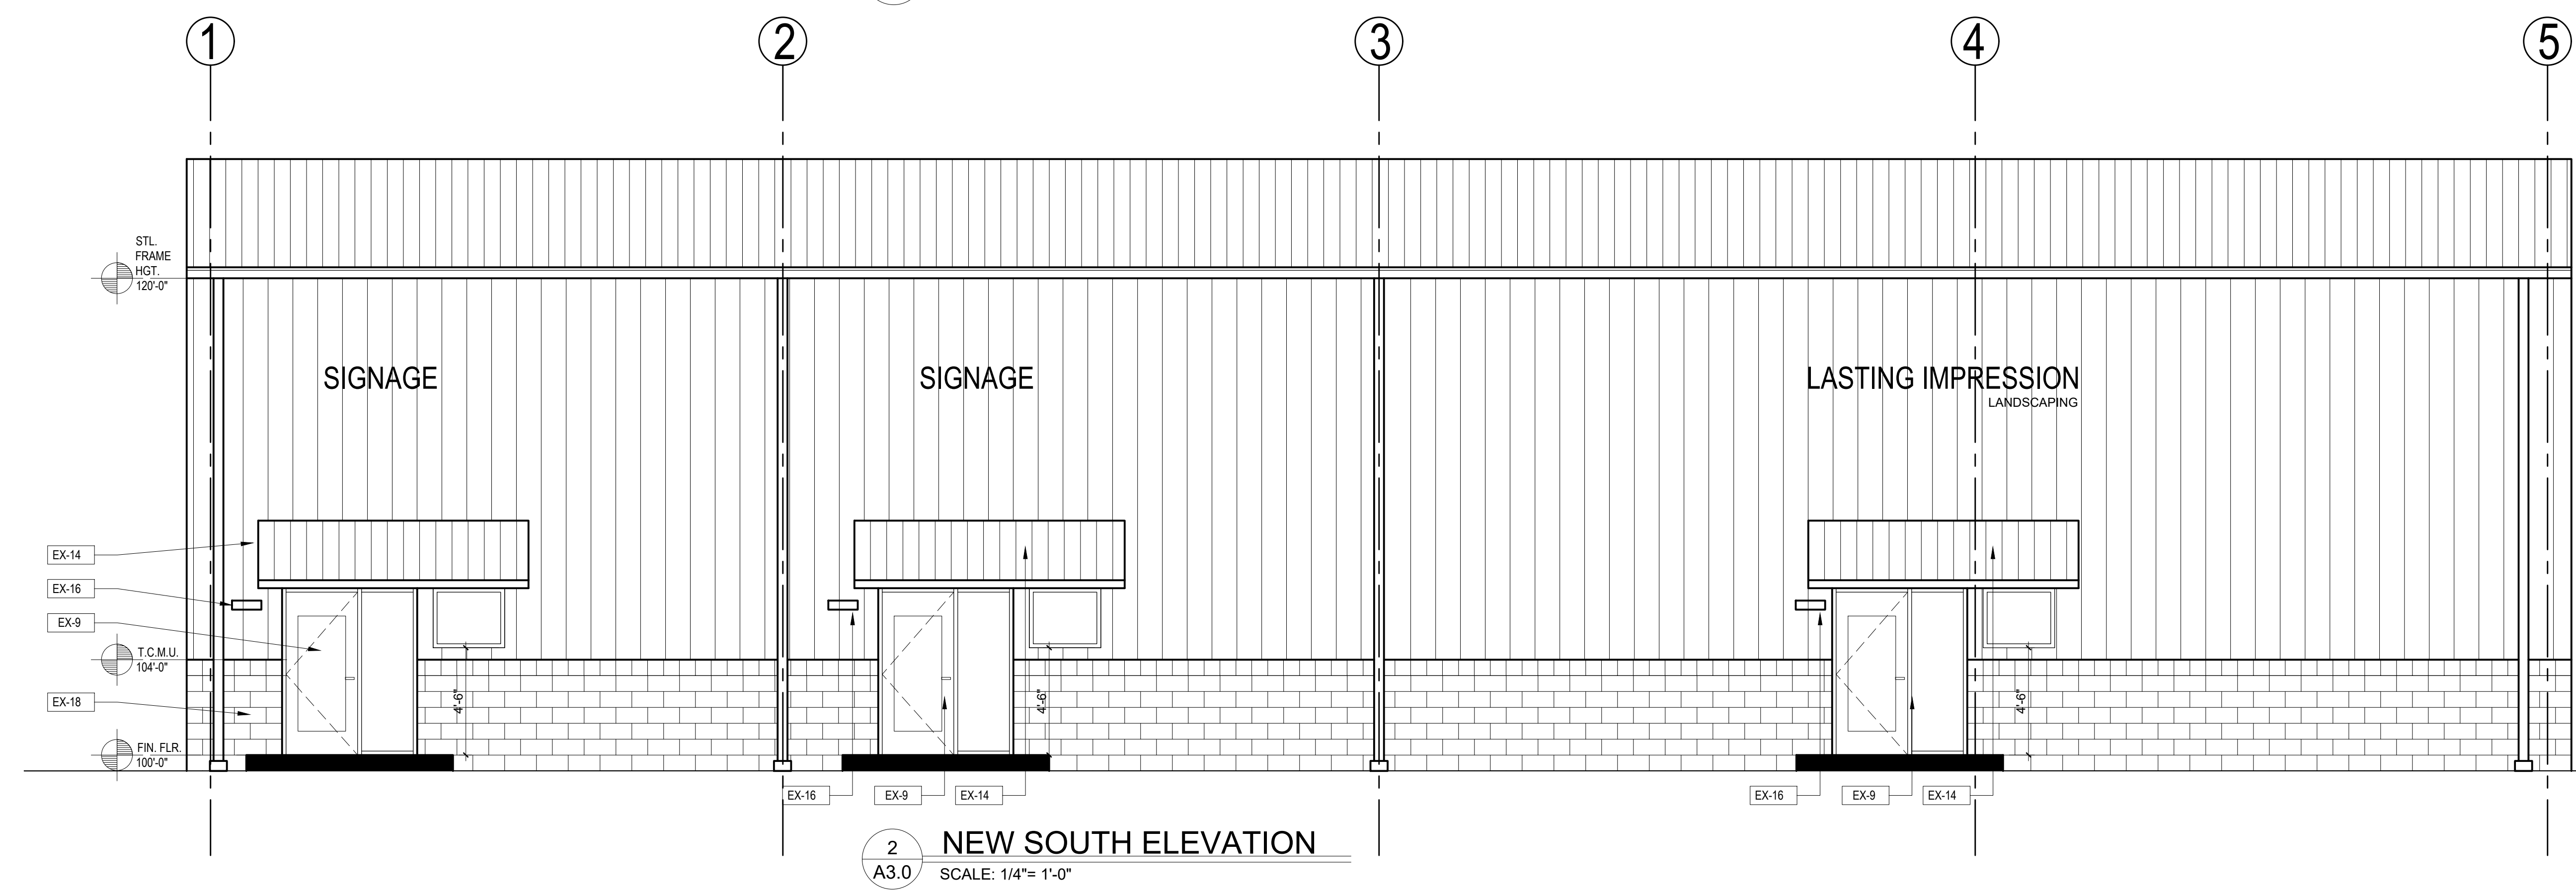 1
2
3
4
5
STL.
FRAME
HGT.
120'-0"
SIGNAGE
SIGNAGE
LASTING IMPRESSION
LANDSCAPING
EX-14
EX-16
EX-9
T.C.M.U.
104'-0"
EX-18
4'-6"
4'-6"
4'-6"
FIN. FLR.
100'-0"
EX-16
EX-9
EX-14
EX-16
EX-9
EX-14
2
A3.0
NEW SOUTH ELEVATION
SCALE: 1/4"= 1'-0"